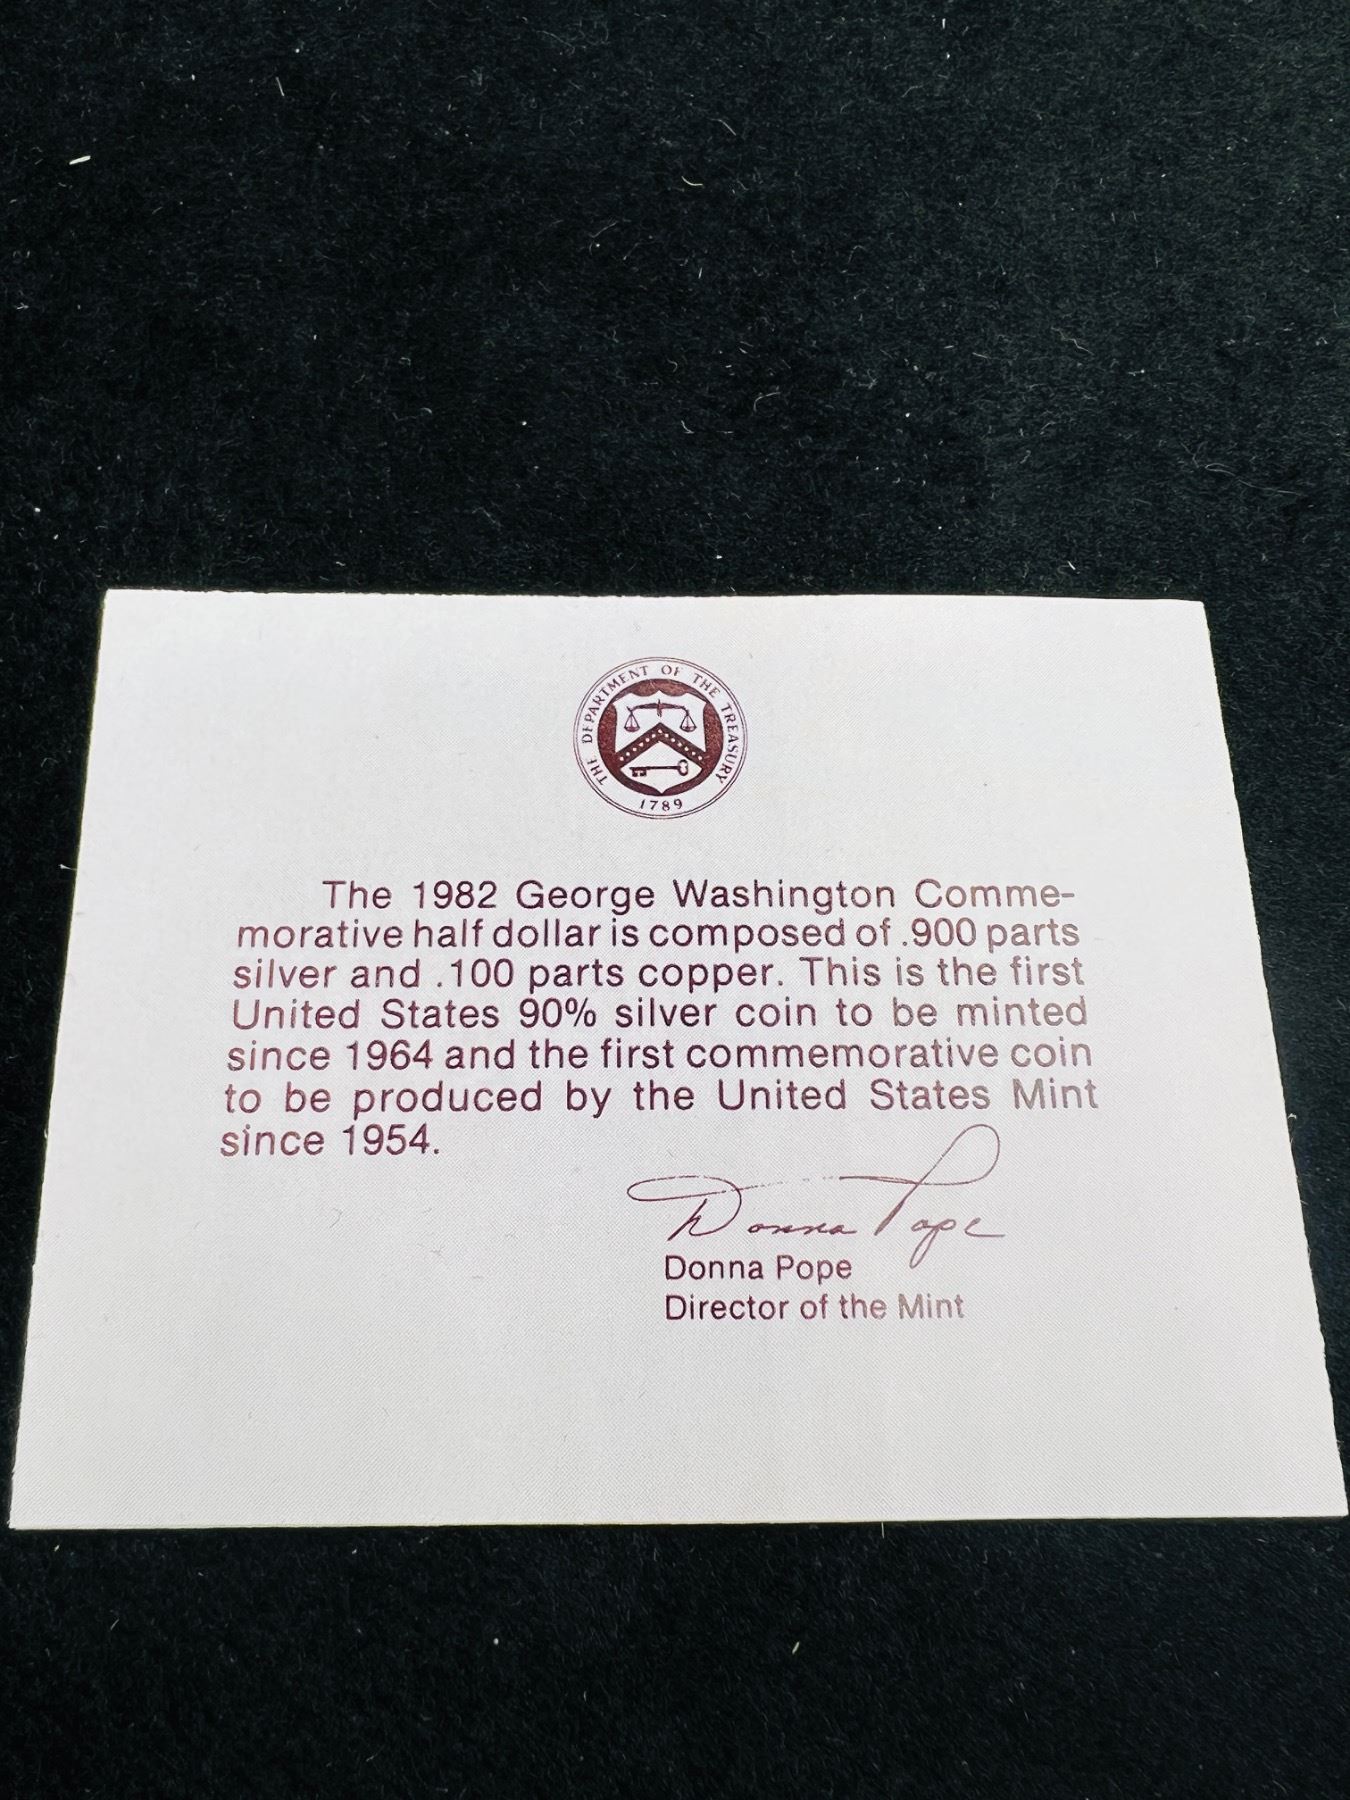 THE DEPARTMENT OF THE TREASURY
1789
The 1982 George Washington Comme-
morative half dollar is composed of .900 parts
silver and .100 parts copper. This is the first
United States 90% silver coin to be minted
since 1964 and the first commemorative coin
to be produced by the United States Mint
since 1954.
Donna Pope
Donna Pope
Director of the Mint